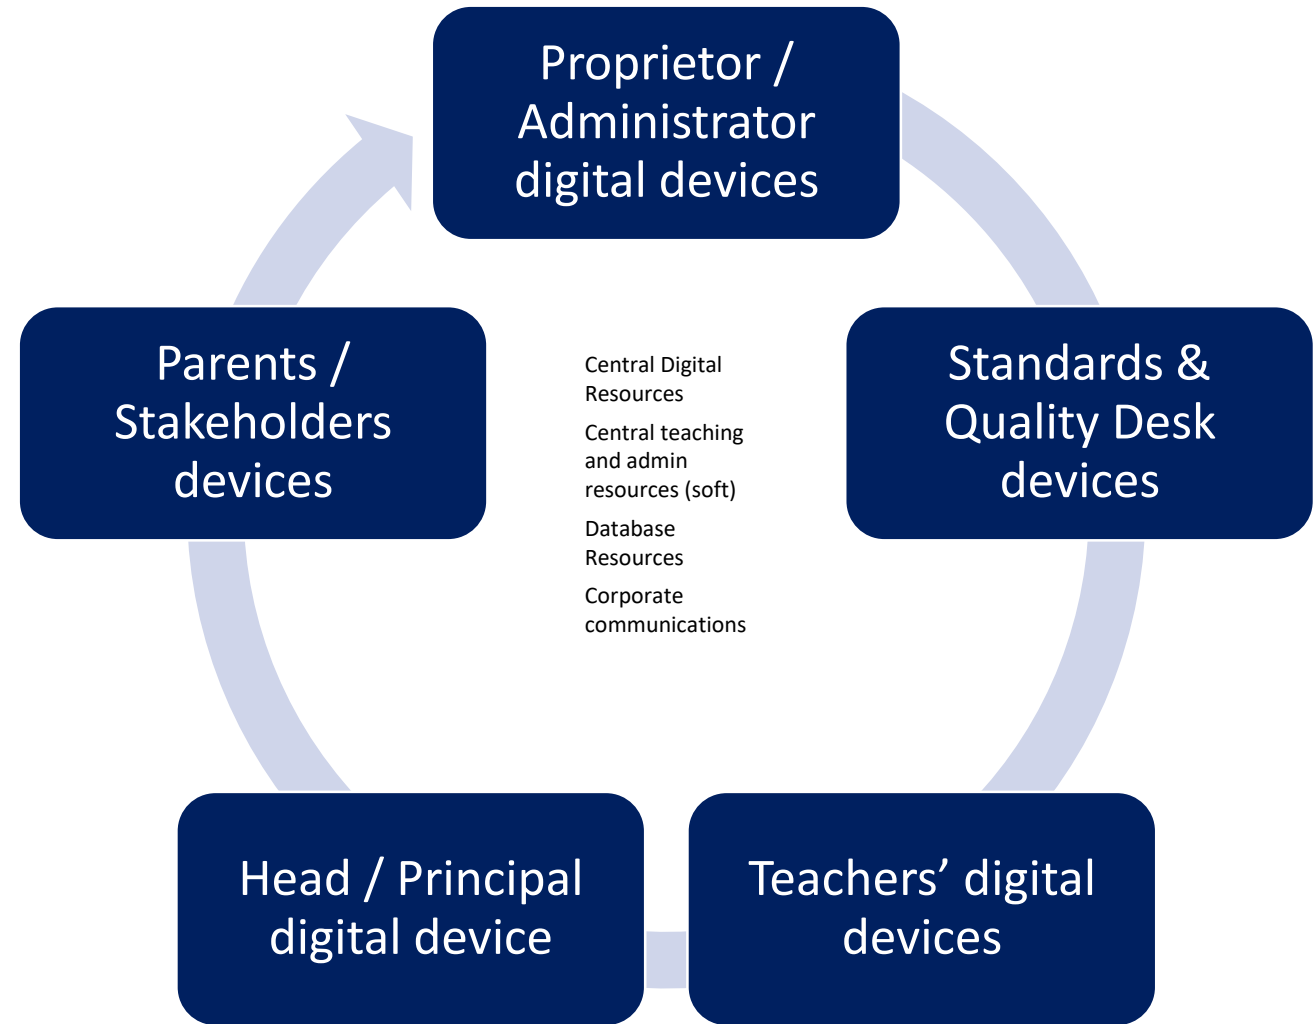 Proprietor /
Administrator
digital devices
Parents /
Stakeholders
devices
Central Digital
Resources
Central teaching
and admin
resources (soft)
Database
Resources
Corporate
communications
Standards &
Quality Desk
devices
Head / Principal
digital device
Teachers’ digital
devices